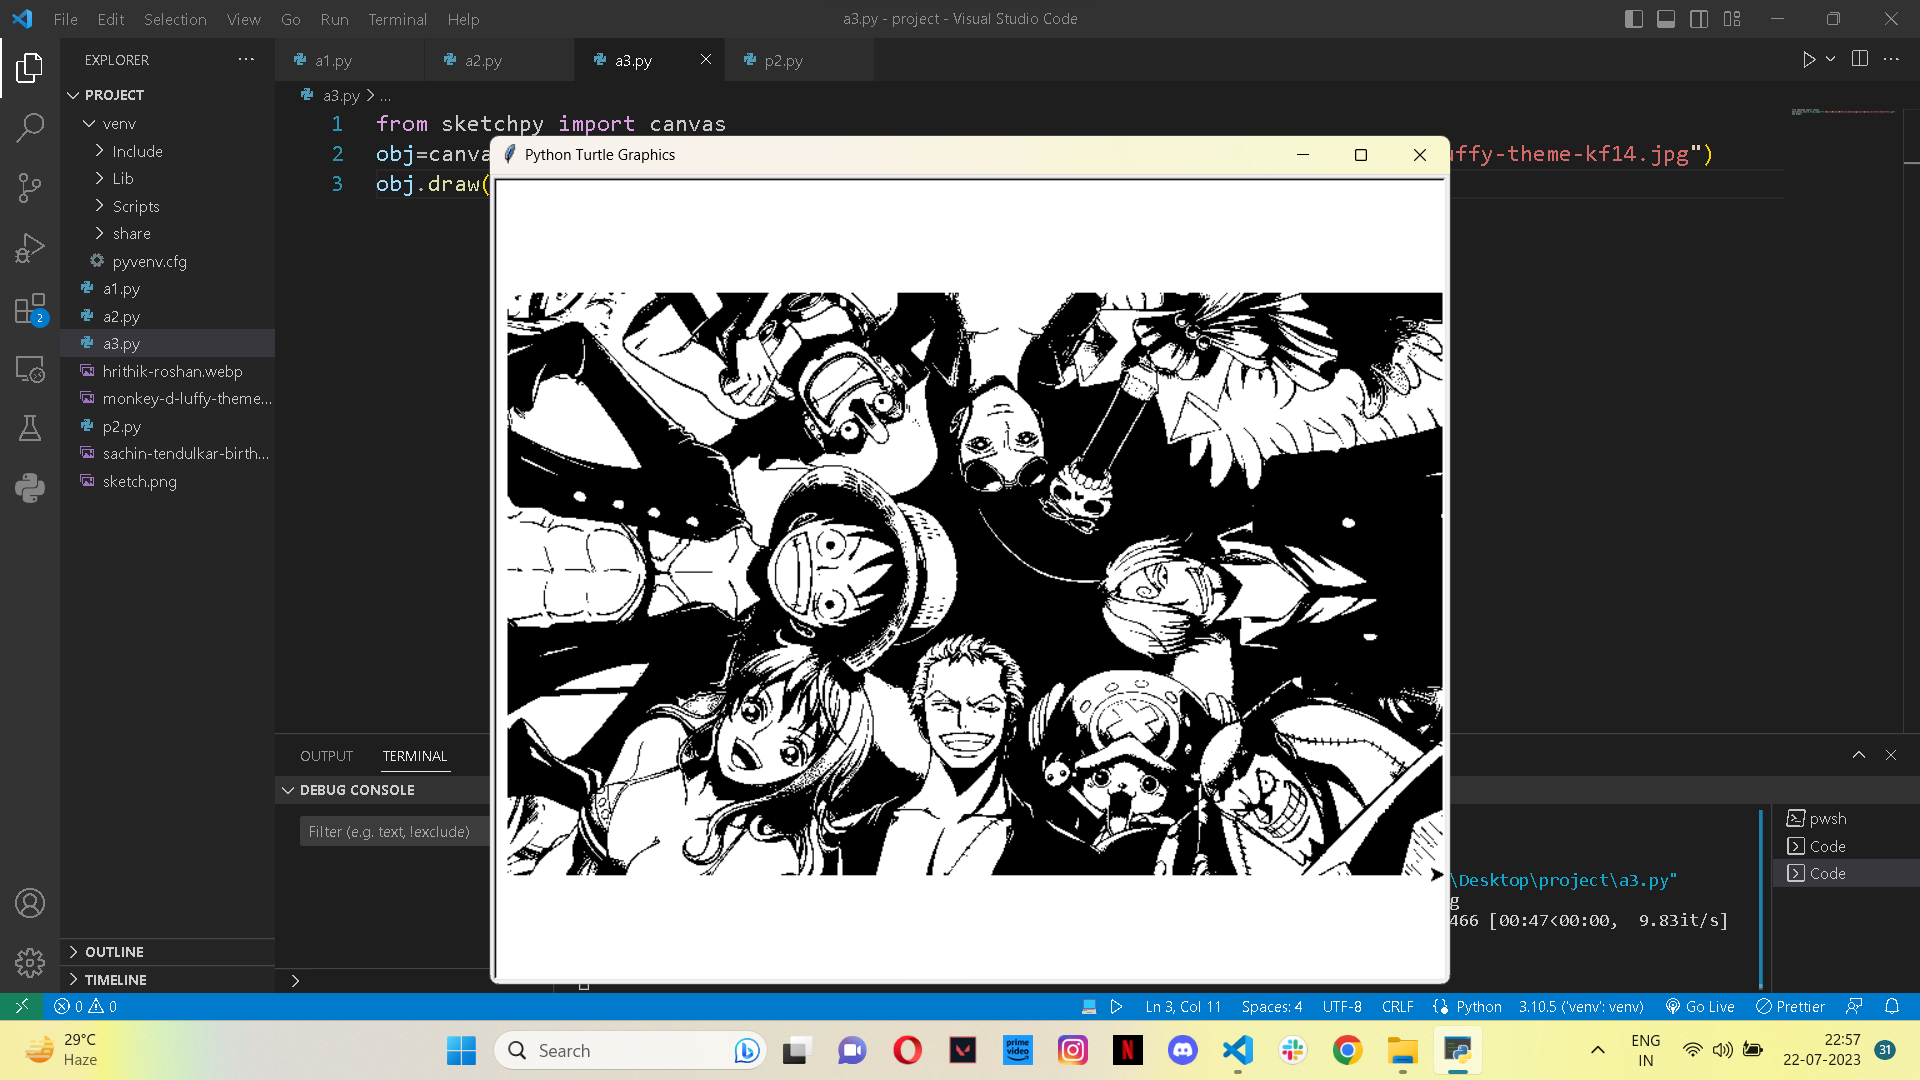 File Edit Selection View Go Run Terminal Help
a3.py - project - Visual Studio Code
EXPLORER
PROJECT
venv
Include
Lib
Scripts
share
pyvenv.cfg
a1.py
a2.py
a3.py
hrithik-roshan.webp
monkey-d-luffy-theme...
p2.py
sachin-tendulkar-birth...
sketch.png
OUTLINE
TIMELINE
2
a1.py a2.py a3.py p2.py
a3.py > ...
1 from sketchpy import canvas
2 obj=canva
uffy-theme-kf14.jpg")
3 obj.draw(
Python Turtle Graphics
OUTPUT TERMINAL
DEBUG CONSOLE
Filter (e.g. text, !exclude)
\Desktop\project\a3.py"
g
466 [00:47<00:00, 9.83it/s]
pwsh
Code
Code
0 0
Ln 3, Col 11 Spaces: 4 UTF-8 CRLF Python 3.10.5 ('venv': venv) Go Live Prettier
29°C
Haze
Search
prime
video
N
ENG
IN
22:57
22-07-2023
31